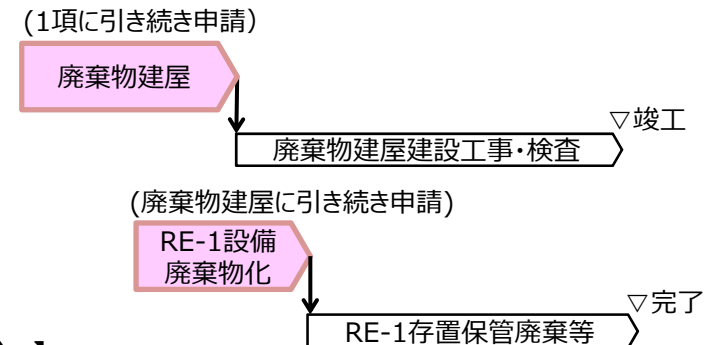 (1項に引き続き申請)
廃棄物建屋
▽竣工
廃棄物建屋建設工事・検査
(廃棄物建屋に引き続き申請)
RE-1設備
廃棄物化
▽完了
RE-1存置保管廃棄等